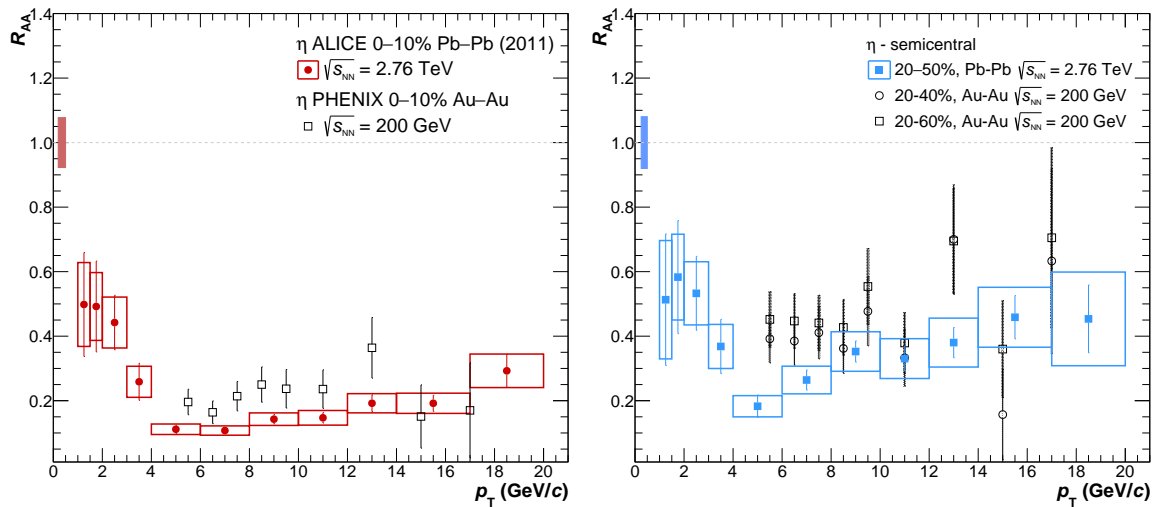 R_AA
1.4
1.2
1.0
0.8
0.6
0.4
0.2
η ALICE 0–10% Pb–Pb (2011)
√s_NN = 2.76 TeV
η PHENIX 0–10% Au–Au
√s_NN = 200 GeV
0 2 4 6 8 10 12 14 16 18 20
p_T (GeV/c)
R_AA
1.4
1.2
1.0
0.8
0.6
0.4
0.2
η - semicentral
20–50%, Pb-Pb √s_NN = 2.76 TeV
20-40%, Au-Au √s_NN = 200 GeV
20-60%, Au-Au √s_NN = 200 GeV
0 2 4 6 8 10 12 14 16 18 20
p_T (GeV/c)